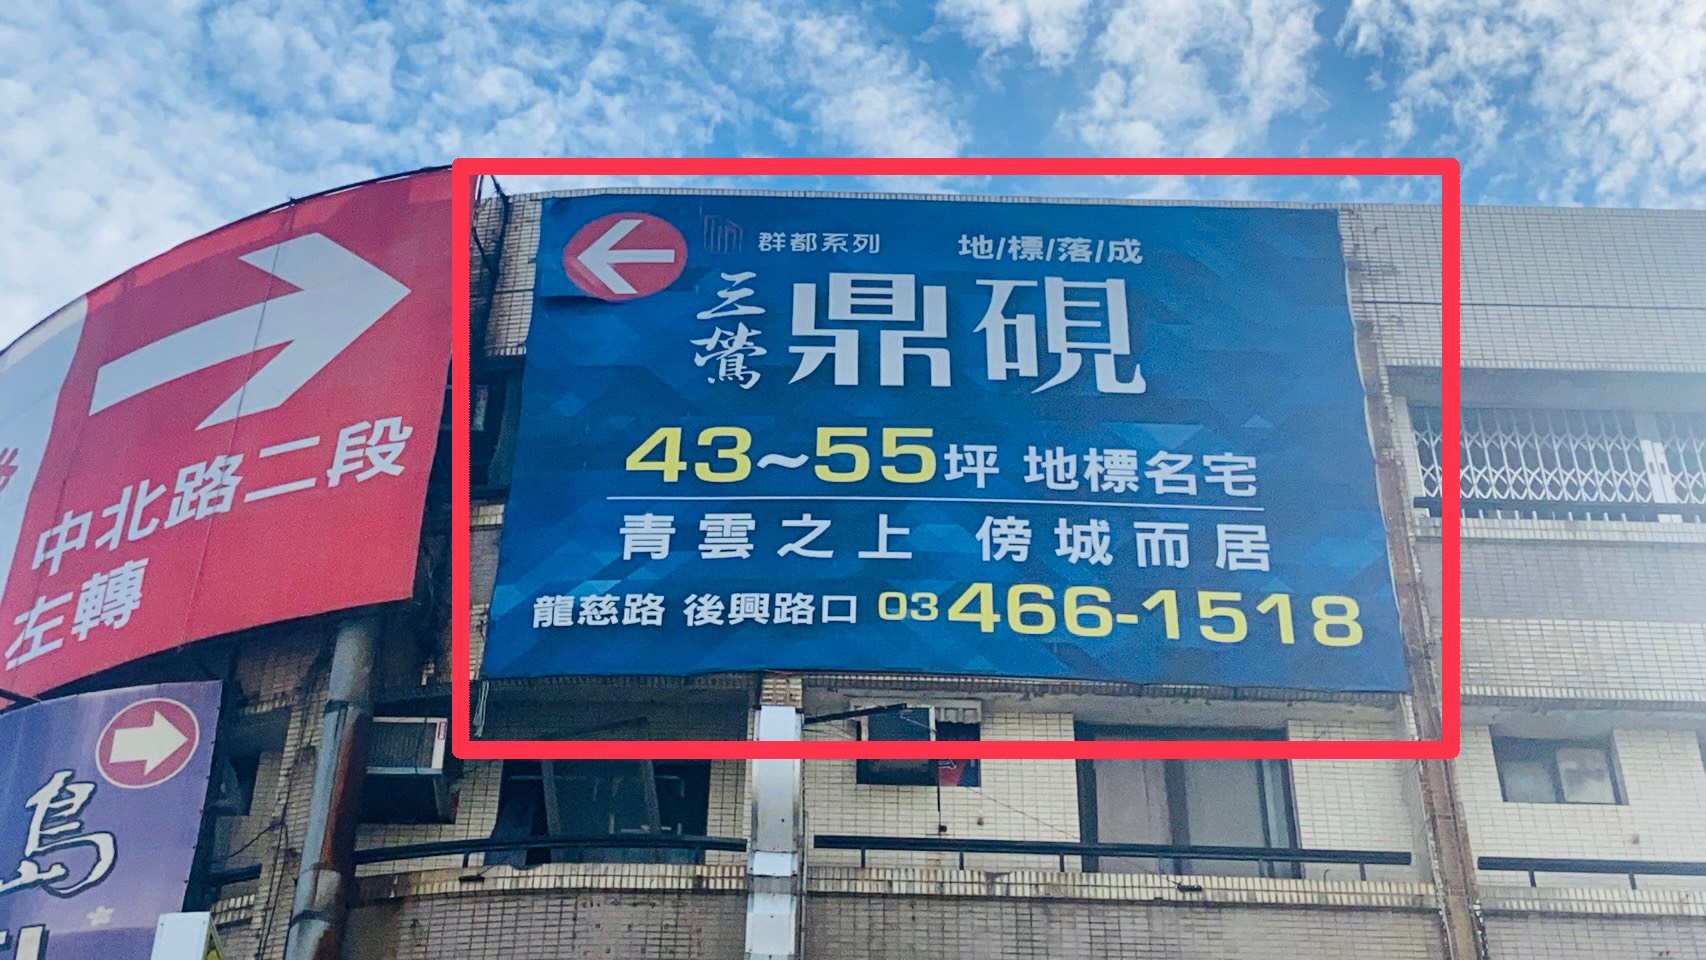 中北路二段
左轉
群都系列 地/標/落/成
三鶯 鼎硯
43~55坪 地標名宅
青雲之上 傍城而居
龍慈路 後興路口 03 466-1518